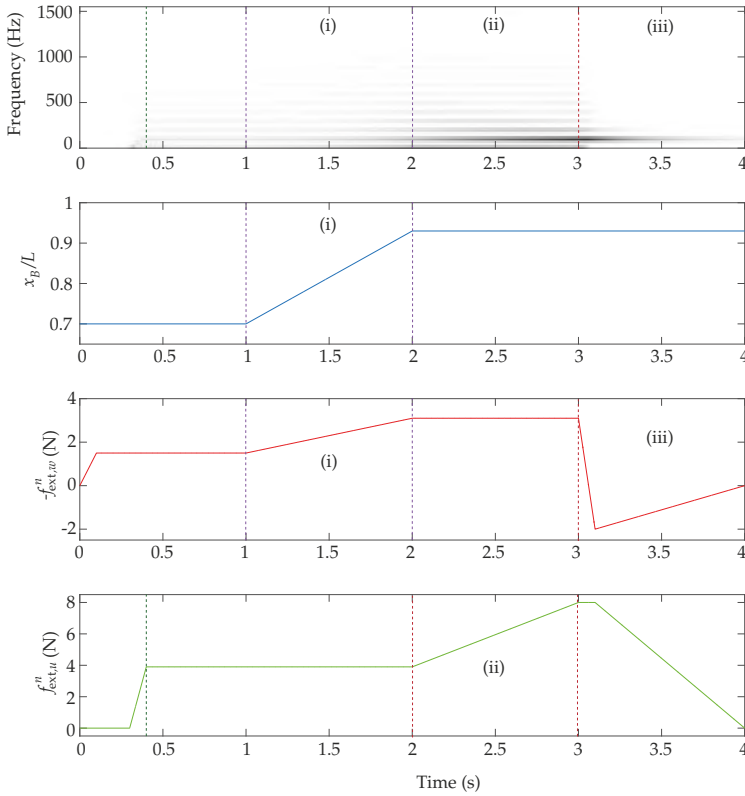 1500
1000
500
0
Frequency (Hz)
(i)
(ii)
(iii)
0 0.5 1 1.5 2 2.5 3 3.5 4
1
0.9
0.8
0.7
x_B/L
(i)
0 0.5 1 1.5 2 2.5 3 3.5 4
4
2
0
-2
-f^n_ext,w (N)
(i)
(iii)
0 0.5 1 1.5 2 2.5 3 3.5 4
8
6
4
2
0
f^n_ext,u (N)
(ii)
0 0.5 1 1.5 2 2.5 3 3.5 4
Time (s)